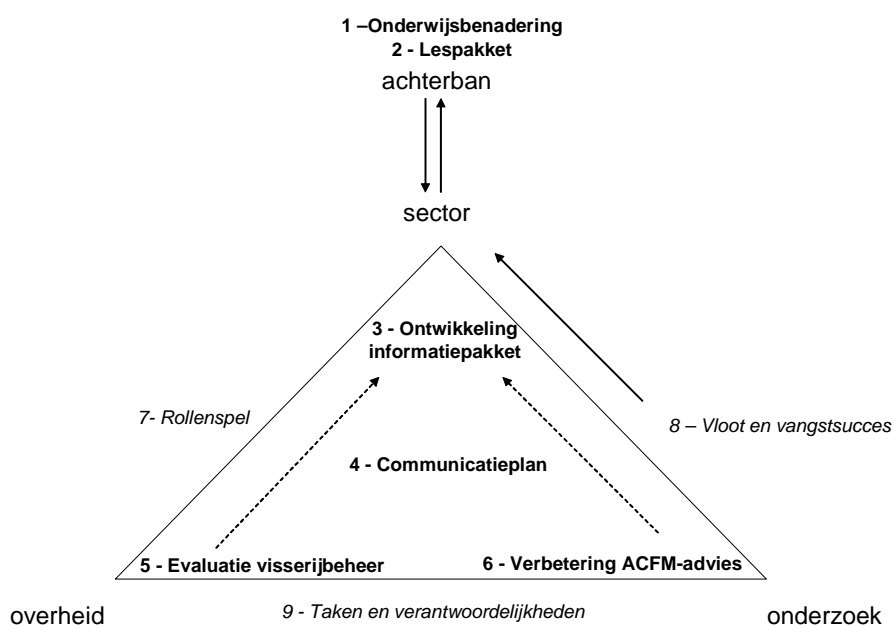 1 –Onderwijsbenadering
2 - Lespakket
achterban
sector
3 - Ontwikkeling
informatiepakket
7- Rollenspel
8 – Vloot en vangstsucces
4 - Communicatieplan
5 - Evaluatie visserijbeheer
6 - Verbetering ACFM-advies
overheid
9 - Taken en verantwoordelijkheden
onderzoek